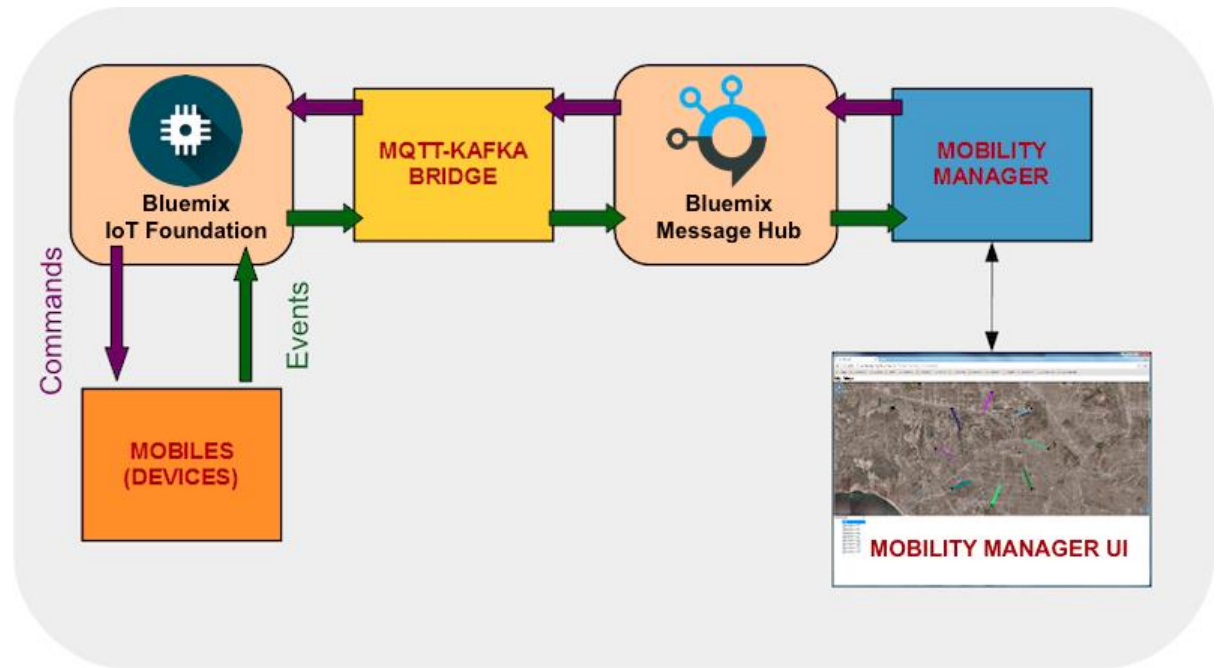 Bluemix
IoT Foundation
MQTT-KAFKA
BRIDGE
Bluemix
Message Hub
MOBILITY
MANAGER
Commands
Events
MOBILES
(DEVICES)
MOBILITY MANAGER UI